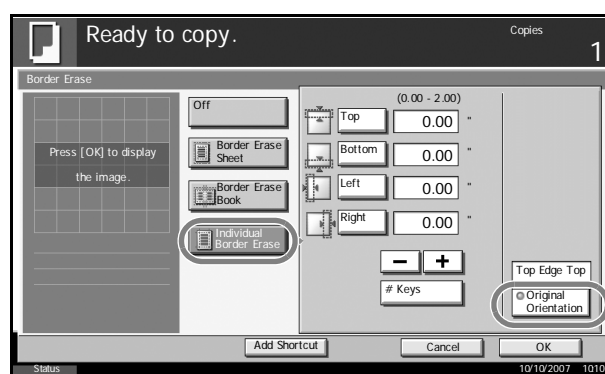 Ready to copy.
Copies
1
Border Erase
Press [OK] to display
the image.
Off
Border Erase
Sheet
Border Erase
Book
Individual
Border Erase
(0.00 - 2.00)
Top
0.00 "
Bottom
0.00 "
Left
0.00 "
Right
0.00 "
− +
# Keys
Top Edge Top
Original
Orientation
Add Shortcut
Cancel
OK
Status
10/10/2007 1010